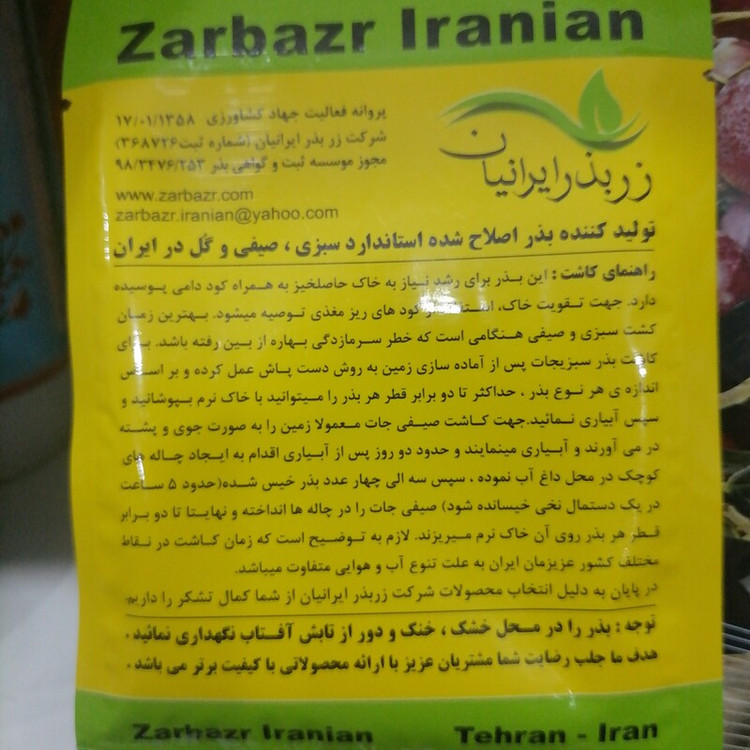 Zarbazr Iranian
پروانه فعالیت جهاد کشاورزی ۱۷/۰۱/۱۳۵۸
شرکت زر بذر ایرانیان (شماره ثبت۳۶۸۷۲۶)
مجوز موسسه ثبت و گواهی بذر ۹۸/۳۴۷۶/۲۵۳
www.zarbazr.com
zarbazr.iranian@yahoo.com
زر بذر ایرانیان
تولید کننده بذر اصلاح شده استاندارد سبزی ، صیفی و گُل در ایران
راهنمای کاشت : این بذر برای رشد نیاز به خاک حاصلخیز به همراه کود دامی پوسیده
دارد. جهت تقویت خاک، کود های ریز مغذی توصیه میشود. بهترین زمان
کشت سبزی و صیفی هنگامی است که خطر سرمازدگی بهاره از بین رفته باشد. برای
کاشت بذر سبزیجات پس از آماده سازی زمین به روش دست پاش عمل کرده و بر اساس
اندازه ی هر نوع بذر ، حداکثر تا دو برابر قطر هر بذر را میتوانید با خاک نرم بپوشانید و
سپس آبیاری نمائید.جهت کاشت صیفی جات معمولا زمین را به صورت جوی و پشته
در می آورند و آبیاری مینمایند و حدود دو روز پس از آبیاری اقدام به ایجاد چاله های
کوچک در محل داغ آب نموده ، سپس سه الی چهار عدد بذر خیس شده(حدود ۵ ساعت
در یک دستمال نخی خیسانده شود) صیفی جات را در چاله ها انداخته و نهایتا تا دو برابر
قطر هر بذر روی آن خاک نرم میریزند. لازم به توضیح است که زمان کاشت در نقاط
مختلف کشور عزیزمان ایران به علت تنوع آب و هوایی متفاوت میباشد.
در پایان به دلیل انتخاب محصولات شرکت زربذر ایرانیان از شما کمال تشکر را داریم.
توجه : بذر را در محل خشک ، خنک و دور از تابش آفتاب نگهداری نمائید .
هدف ما جلب رضایت شما مشتریان عزیز با ارائه محصولاتی با کیفیت برتر می باشد .
Zarbazr Iranian Tehran - Iran